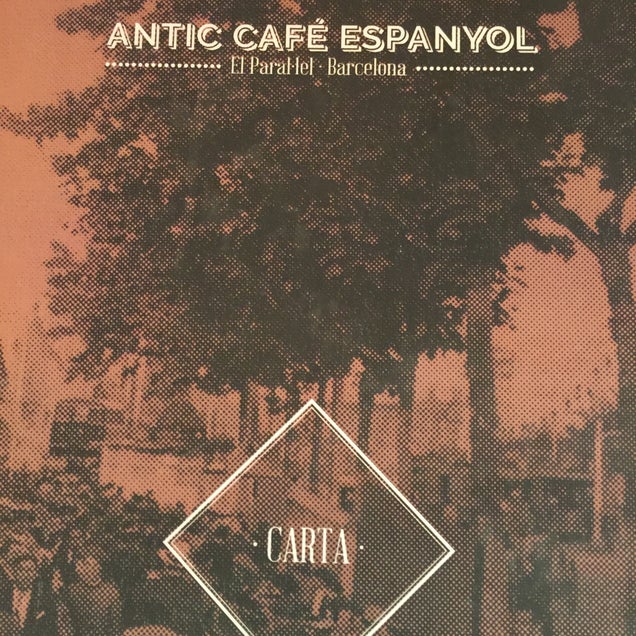 ANTIC CAFÉ ESPANYOL
El Paral·lel · Barcelona
· CARTA ·